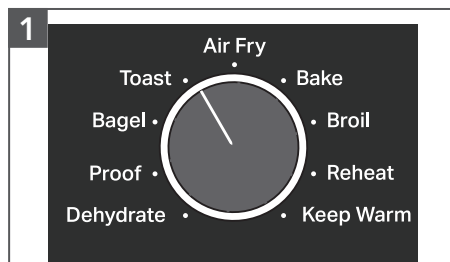 1
Air Fry
Toast
Bake
Bagel
Broil
Proof
Reheat
Dehydrate
Keep Warm